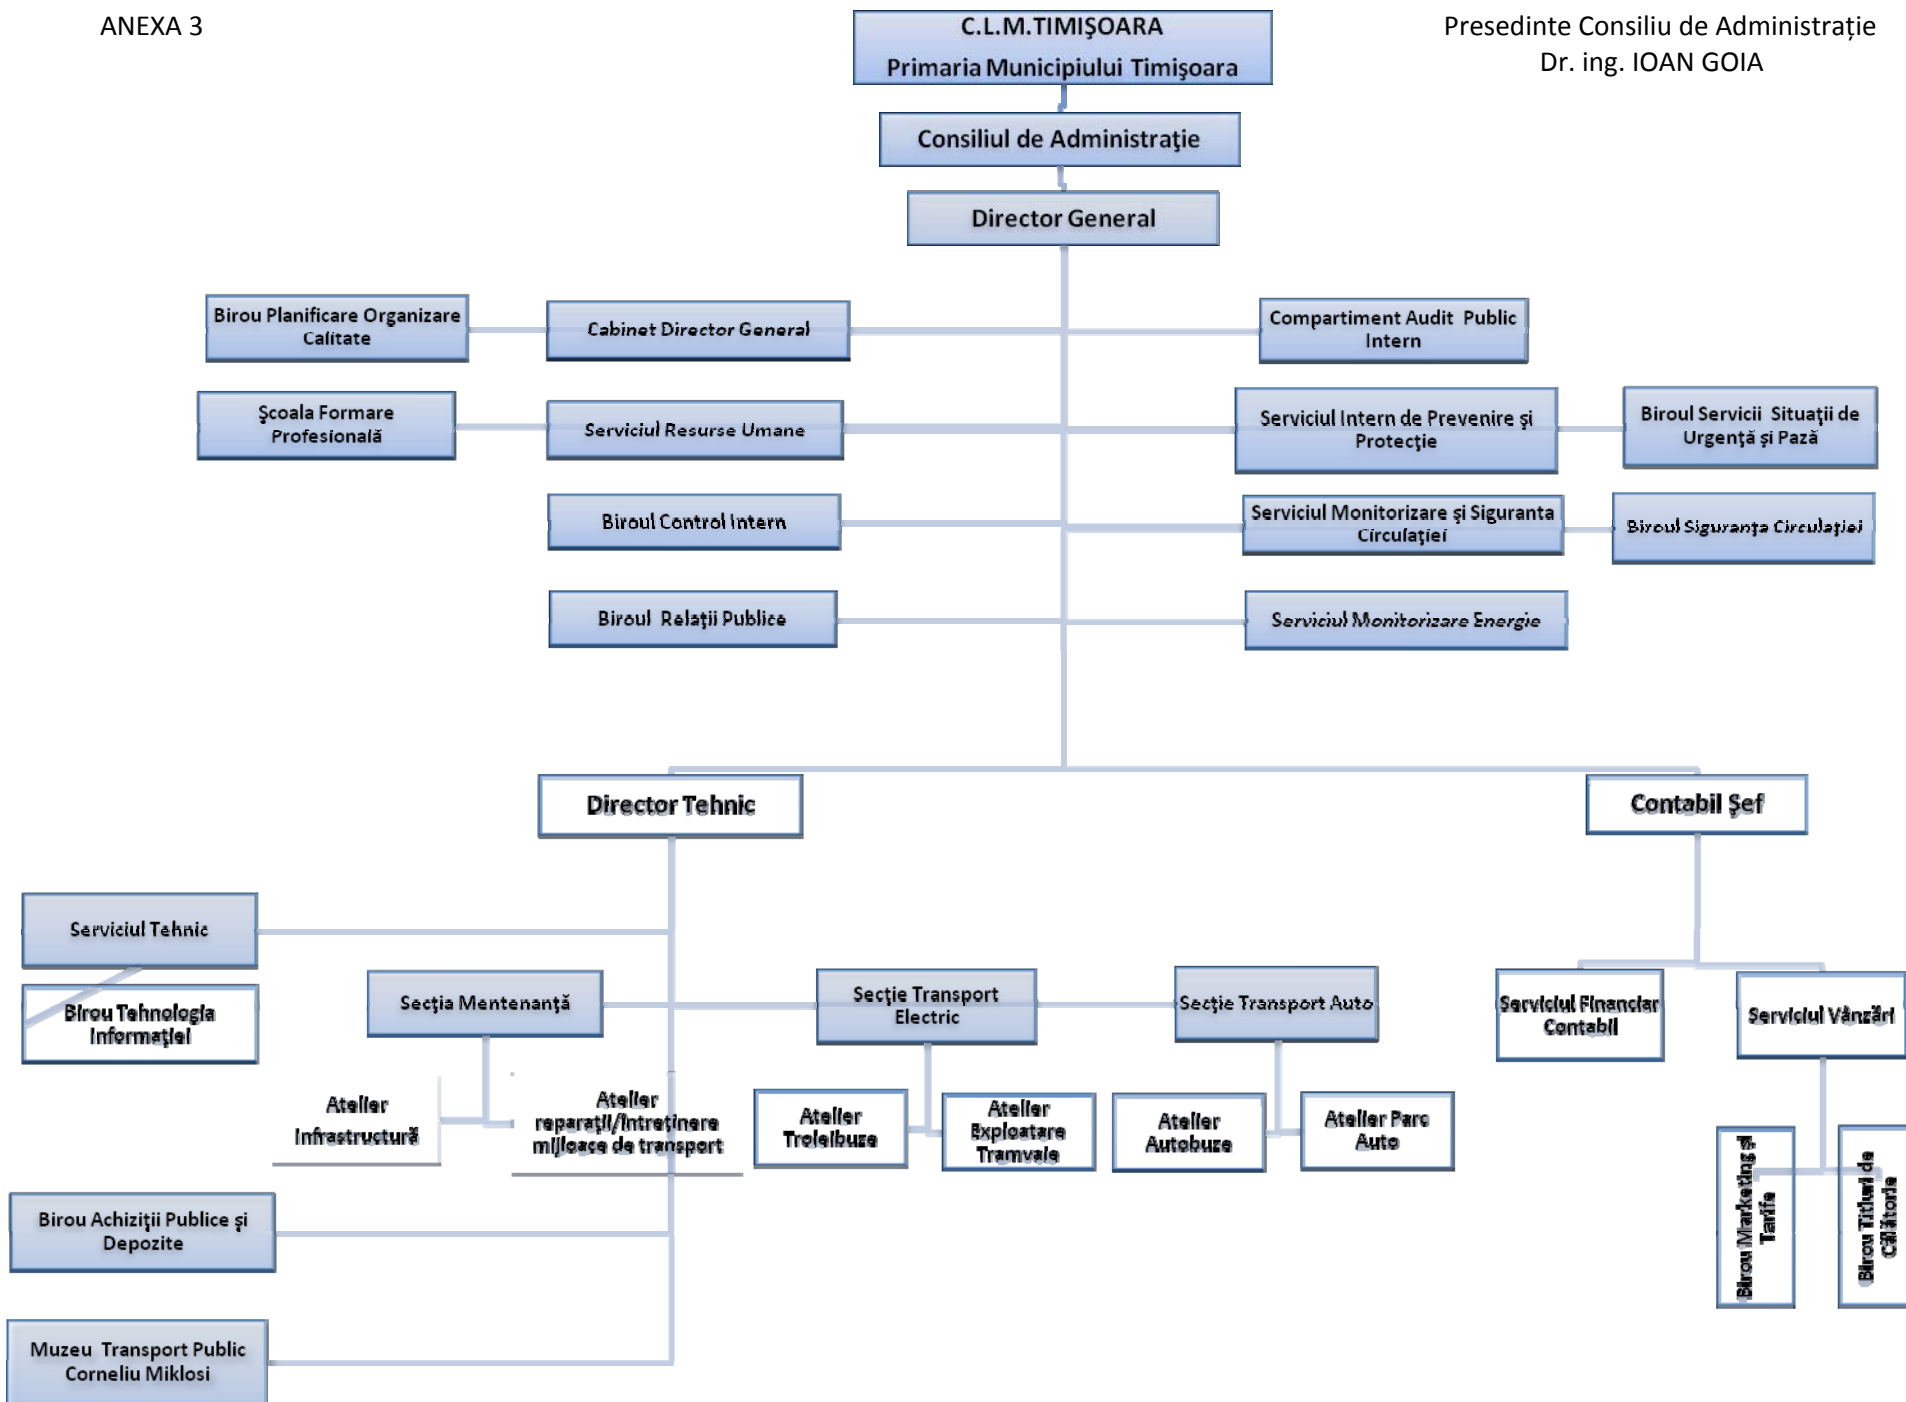 ANEXA 3
Presedinte Consiliu de Administrație
Dr. ing. IOAN GOIA
C.L.M.TIMIŞOARA
Primaria Municipiului Timişoara
Consiliul de Administraţie
Director General
Birou Planificare Organizare
Calitate
Cabinet Director General
Compartiment Audit Public
Intern
Şcoala Formare
Profesională
Serviciul Resurse Umane
Serviciul Intern de Prevenire şi
Protecţie
Biroul Servicii Situaţii de
Urgenţă şi Pază
Biroul Control Intern
Serviciul Monitorizare şi Siguranta
Circulaţiei
Biroul Siguranţa Circulaţiei
Biroul Relaţii Publice
Serviciul Monitorizare Energie
Director Tehnic
Contabil Şef
Serviciul Tehnic
Birou Tehnologia
Informaţiei
Secţia Mentenanţă
Secţie Transport
Electric
Secţie Transport Auto
Serviciul Financiar
Contabil
Serviciul Vânzări
Atelier
Infrastructură
Atelier
reparaţii/întreţinere
mijloace de transport
Atelier
Troleibuze
Atelier
Exploatare
Tramvaie
Atelier
Autobuze
Atelier Parc
Auto
Birou Marketing şi
Tarife
Birou Titluri de
Călătorie
Birou Achiziţii Publice şi
Depozite
Muzeu Transport Public
Corneliu Miklosi